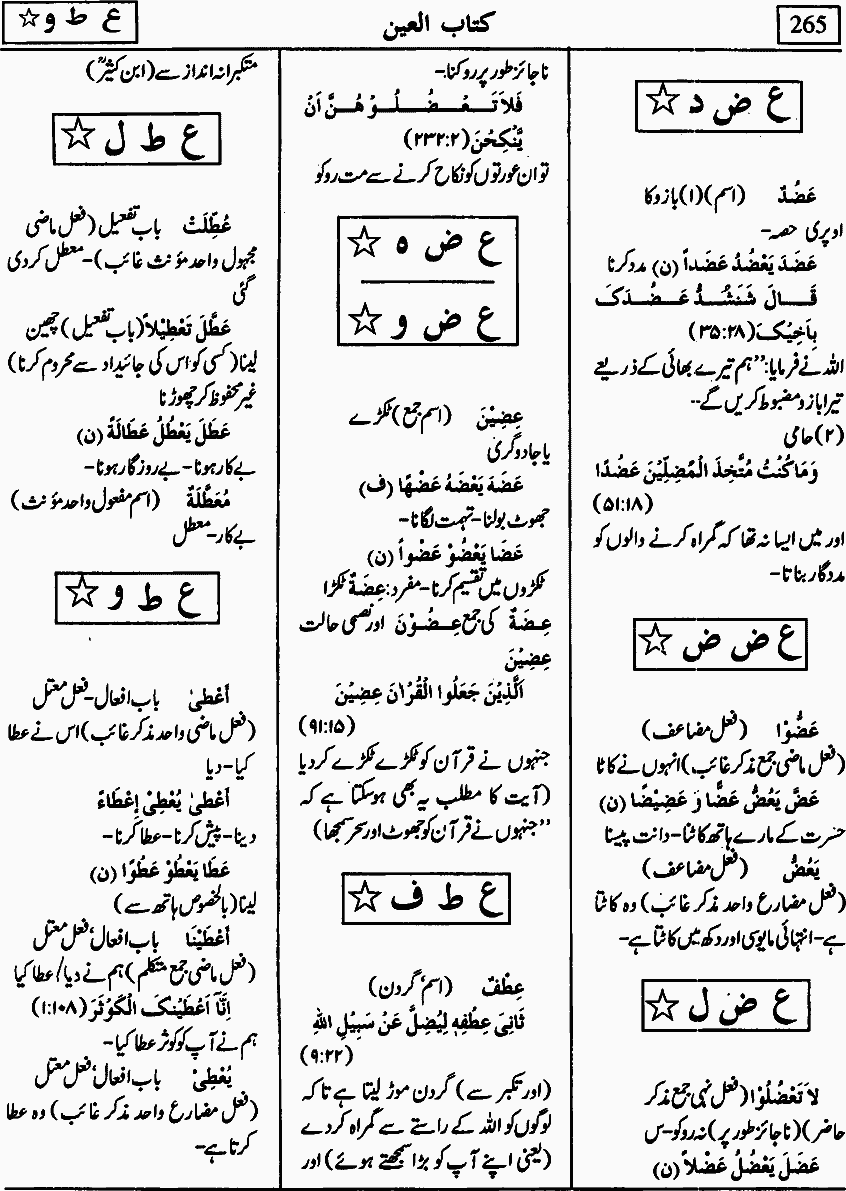 265
کتاب العین
ع ط و ☆
ع ض د ☆
عَضُدٌ (اسم)(۱) بازو کا
اوپری حصہ۔
عَضَدَ يَعْضُدُ عَضَداً (ن) مدد کرنا
قَالَ سَنَشُدُّ عَضُدَكَ
بِاَخِيْكَ (۳۵:۲۸)
اللہ نے فرمایا: ''ہم تیرے بھائی کے ذریعے
تیرا بازو مضبوط کریں گے۔
(۲) حامی
وَمَا كُنْتُ مُتَّخِذَ الْمُضِلِّيْنَ عَضُدًا
(۵۱:۱۸)
اور میں ایسا نہ تھا کہ گمراہ کرنے والوں کو
مددگار بناتا۔
ع ض ض ☆
عَضُّوْا (فعل مضاعف)
(فعل ماضی جمع مذکر غائب) انہوں نے کاٹا
عَضَّ يَعُضُّ عَضًّا وَ عَضِيْضًا (ن)
حسرت کے مارے ہاتھ کاٹنا۔ دانت پیسنا
يَعُضُّ (فعل مضاعف)
(فعل مضارع واحد مذکر غائب) وہ کاٹتا
ہے۔ انتہائی مایوسی اور دکھ میں کاٹتا ہے۔
ع ض ل ☆
لَا تَعْضُلُوْا (فعل نہی جمع مذکر
حاضر) (ناجائز طور پر) نہ روکو۔ س
عَضَلَ يَعْضُلُ عَضْلاً (ن)
ناجائز طور پر روکنا۔
فَلاَ تَعْضُلُوْهُنَّ اَنْ
يَّنْكِحْنَ (۲۳۲:۲)
تو ان عورتوں کو نکاح کرنے سے مت روکو
ع ض ہ ☆
ع ض و ☆
عِضِيْنَ (اسم جمع) ٹکڑے
یا جادوگری
عَضَهَ يَعْضَهُ عَضْهًا (ف)
جھوٹ بولنا۔ تہمت لگانا۔
عَضَا يَعْضُوْ عَضْواً (ن)
ٹکڑوں میں تقسیم کرنا۔ مفرد: عِضَةٌ ٹکڑا
عِضَةٌ کی جمع عِضُوْنَ اور نصبی حالت
عِضِيْنَ
اَلَّذِيْنَ جَعَلُوا الْقُرْاٰنَ عِضِيْنَ
(۹۱:۱۵)
جنہوں نے قرآن کو ٹکڑے ٹکڑے کر دیا
(آیت کا مطلب یہ بھی ہو سکتا ہے کہ
''جنہوں نے قرآن کو جھوٹ اور سحر سمجھا)
ع ط ف ☆
عِطْفٌ (اسم، گردن)
ثَانِىَ عِطْفِهٖ لِيُضِلَّ عَنْ سَبِيْلِ اللّٰهِ
(۹:۲۲)
(اور تکبر سے) گردن موڑ لیتا ہے تاکہ
لوگوں کو اللہ کے راستے سے گمراہ کر دے
(یعنی اپنے آپ کو بڑا سمجھتے ہوئے) اور
متکبرانہ انداز سے (ابن کثیرؒ)
ع ط ل ☆
عُطِّلَتْ باب تفعیل (فعل ماضی
مجہول واحد مؤنث غائب)۔ معطل کر دی
گئی
عَطَّلَ تَعْطِيْلاً (باب تفعیل) چھین
لینا (کسی کو اس کی جائیداد سے محروم کرنا)
غیر محفوظ کر چھوڑنا
عَطَلَ يَعْطُلُ عَطَالَةً (ن)
بے کار ہونا۔ بے روزگار ہونا۔
مُعَطَّلَةٌ (اسم مفعول واحد مؤنث)
بے کار۔ معطل
ع ط و ☆
اَعْطىٰ باب افعال۔ فعل معتل
(فعل ماضی واحد مذکر غائب) اس نے عطا
کیا۔ دیا
اَعْطىٰ يُعْطِىْ اِعْطَاءً
دینا۔ پیش کرنا۔ عطا کرنا۔
عَطَا يَعْطُوْ عَطْوًا (ن)
لینا (بالخصوص ہاتھ سے)
اَعْطَيْنَا باب افعال، فعل معتل
(فعل ماضی جمع متکلم) ہم نے دیا/عطا کیا
اِنَّآ اَعْطَيْنٰكَ الْكَوْثَرَ (۱:۱۰۸)
ہم نے آپ کو کوثر عطا کیا۔
يُعْطِىْ باب افعال، فعل معتل
(فعل مضارع واحد مذکر غائب) وہ عطا
کرتا ہے۔